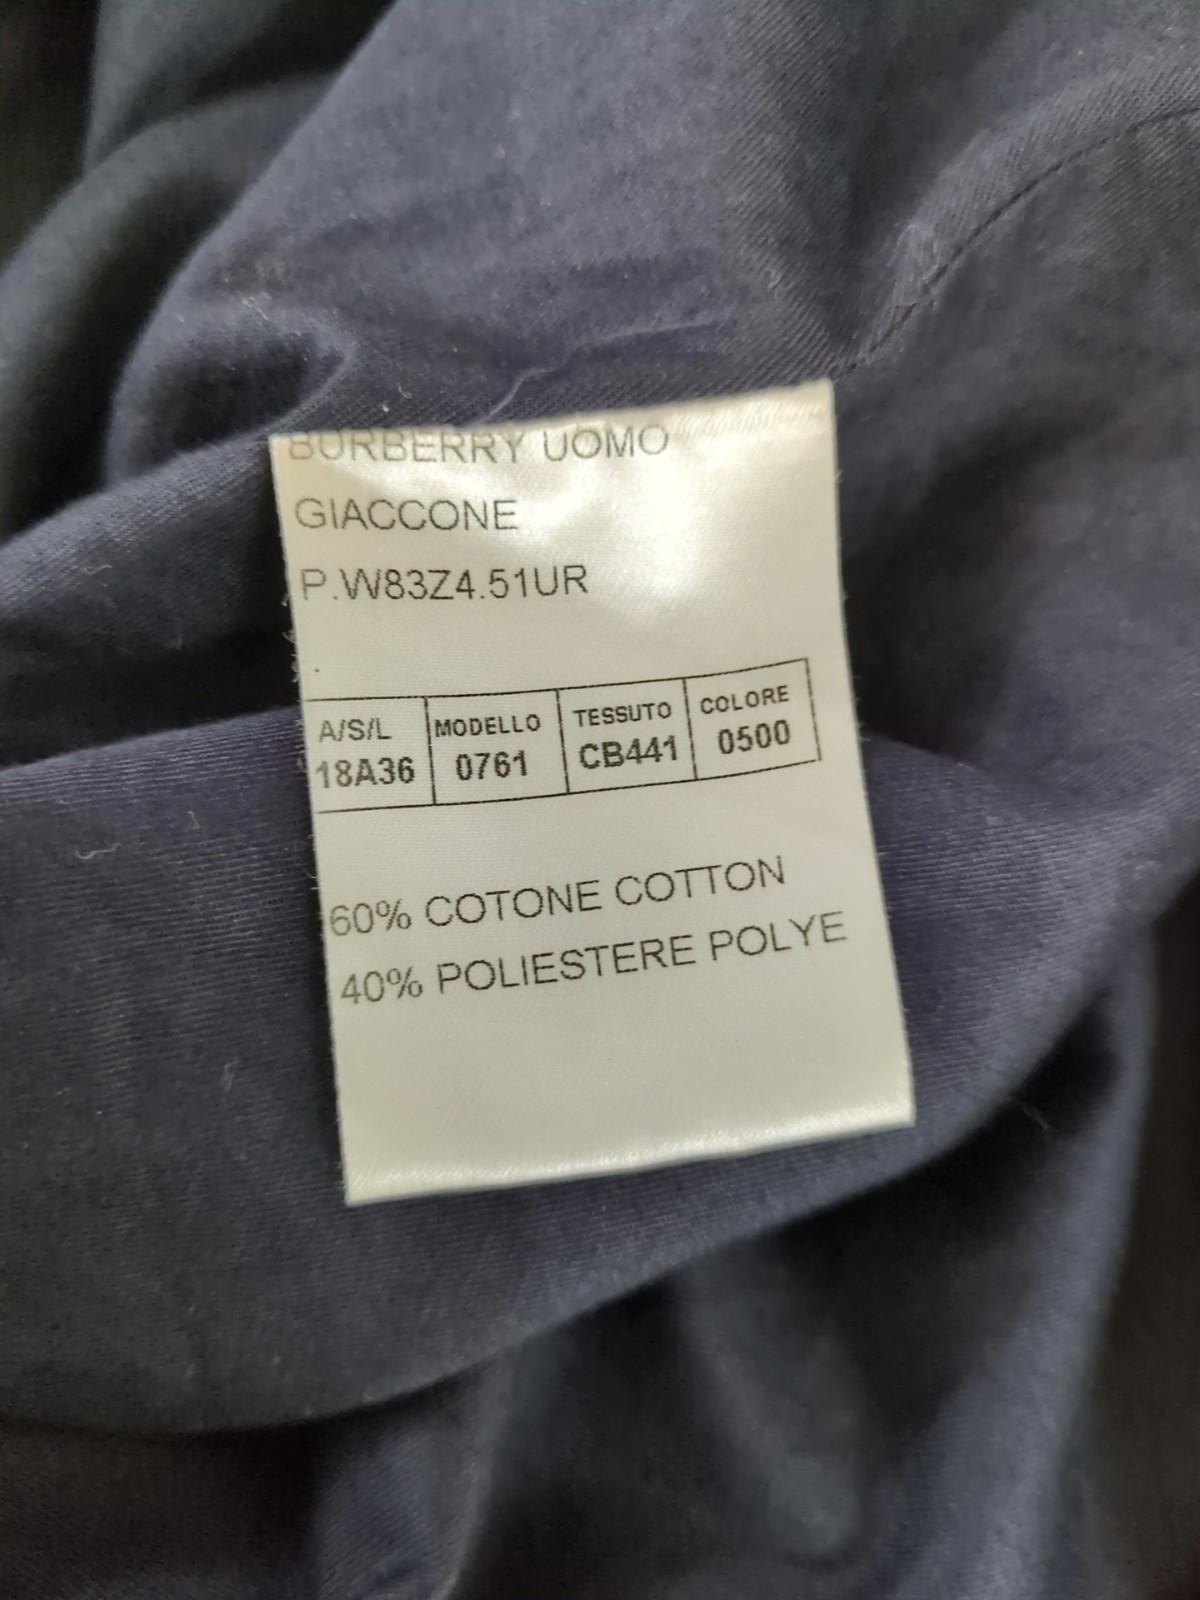 BURBERRY UOMO
GIACCONE
P.W83Z4.51UR
A/S/L MODELLO TESSUTO COLORE
18A36 0761 CB441 0500
60% COTONE COTTON
40% POLIESTERE POLYE